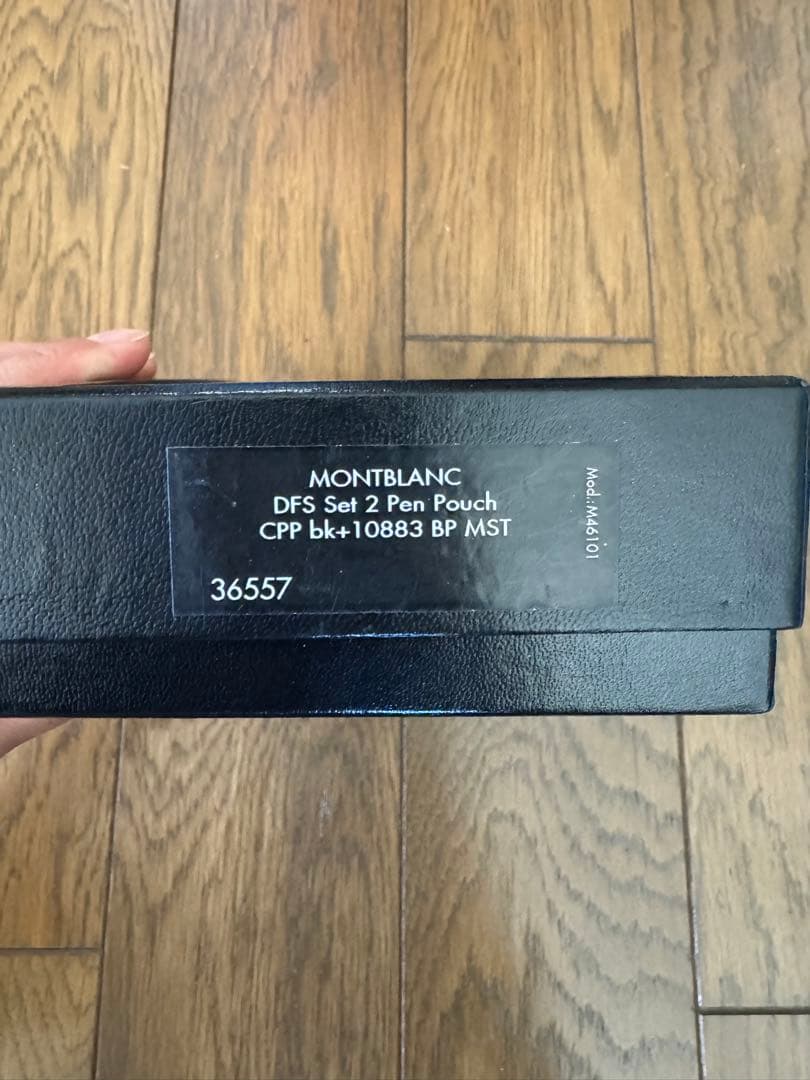 MONTBLANC
DFS Set 2 Pen Pouch
CPP bk+10883 BP MST
36557
Mod.:M46101